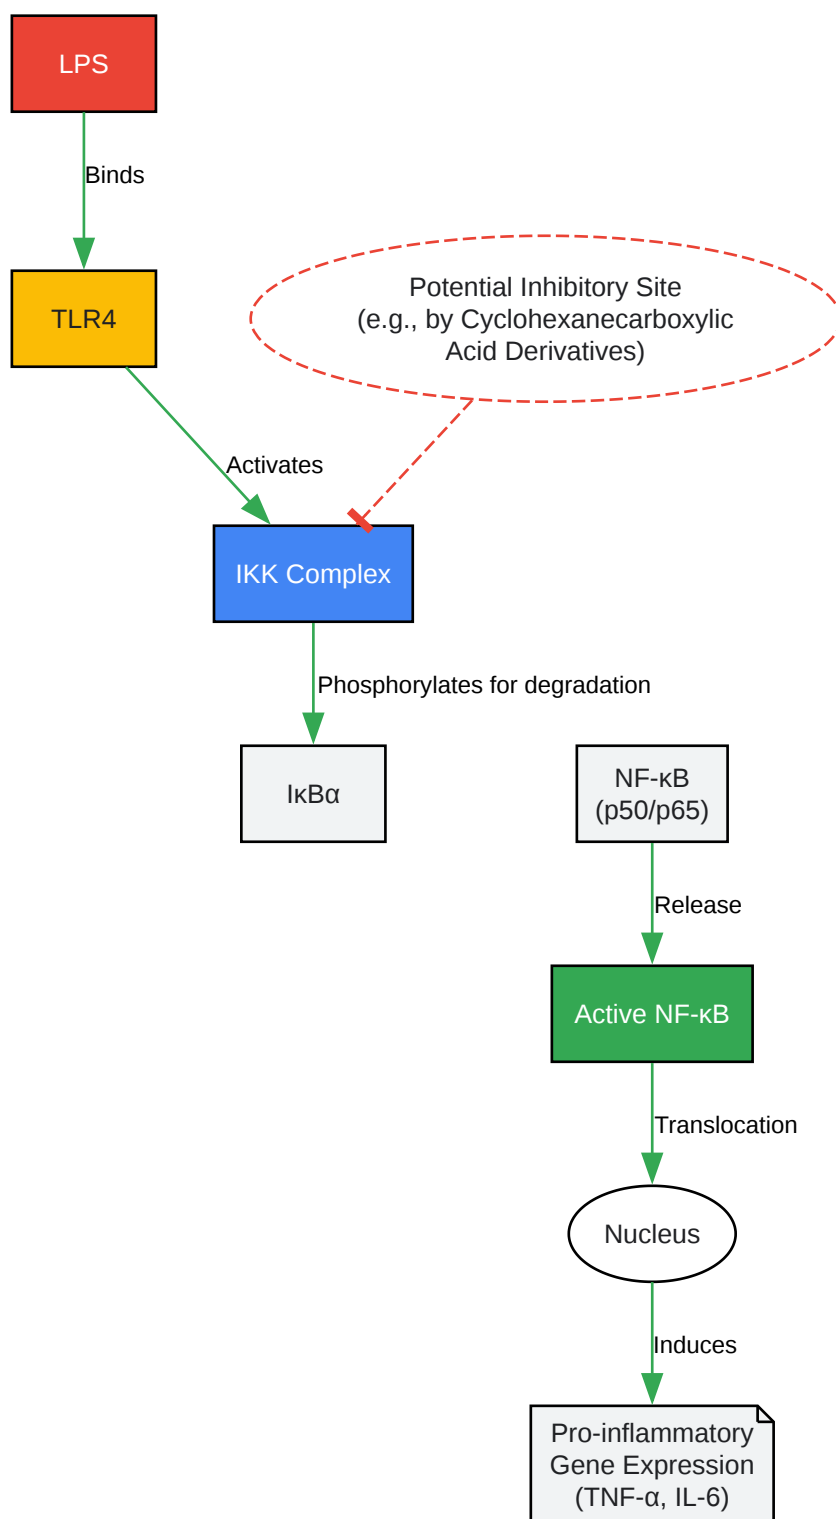 LPS
Binds
TLR4
Potential Inhibitory Site
(e.g., by Cyclohexanecarboxylic
Acid Derivatives)
Activates
IKK Complex
Phosphorylates for degradation
IκBα
NF-κB
(p50/p65)
Release
Active NF-κB
Translocation
Nucleus
Induces
Pro-inflammatory
Gene Expression
(TNF-α, IL-6)